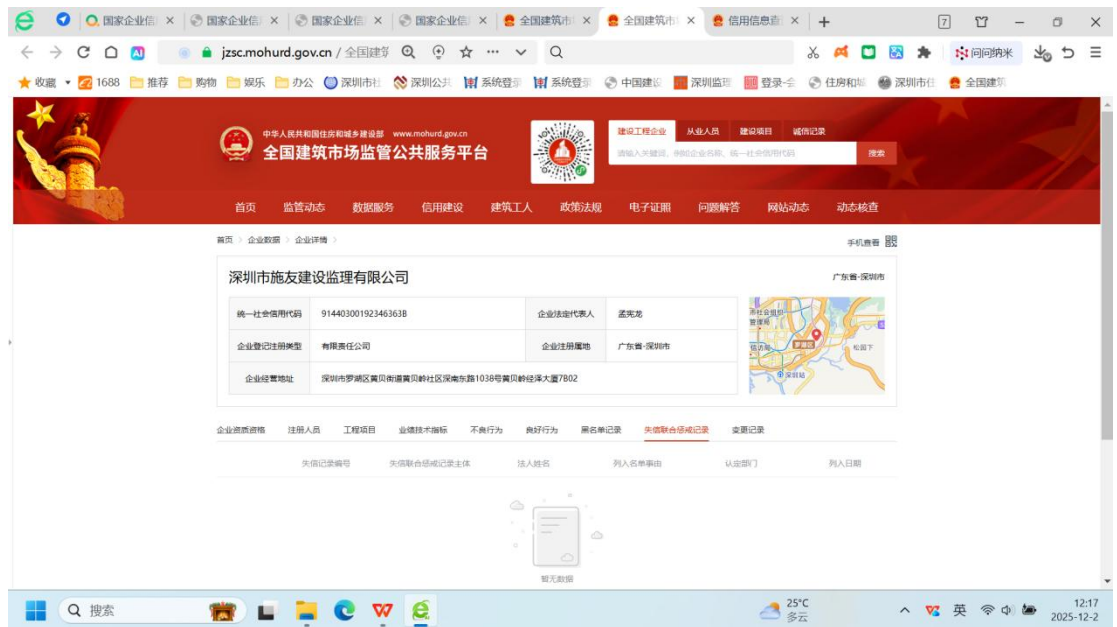 国家企业信
国家企业信
国家企业信
国家企业信
全国建筑市
全国建筑市
信用信息查
7
jzsc.mohurd.gov.cn / 全国建筑
问问纳米
收藏 1688 推荐 购物 娱乐 办公 深圳市社 深圳公共 系统登录 系统登录 中国建设 深圳监理 登录-会 住房和城 深圳市住 全国建筑
中华人民共和国住房和城乡建设部 www.mohurd.gov.cn
全国建筑市场监管公共服务平台
建设工程企业 从业人员 建设项目 诚信记录
请输入关键词，例如企业名称、统一社会信用代码 搜索
首页 监管动态 数据服务 信用建设 建筑工人 政策法规 电子证照 问题解答 网站动态 动态核查
首页 > 企业数据 > 企业详情 >
手机查看
深圳市施友建设监理有限公司
广东省-深圳市
统一社会信用代码 91440300192346363B 企业法定代表人 孟宪龙
企业登记注册类型 有限责任公司 企业注册属地 广东省-深圳市
企业经营地址 深圳市罗湖区黄贝街道黄贝岭社区深南东路1038号黄贝岭经泽大厦7B02
市社会组织
管理局
信访局
罗湖区
松园下
深圳站
企业资质资格 注册人员 工程项目 业绩技术指标 不良行为 良好行为 黑名单记录 失信联合惩戒记录 变更记录
失信记录编号 失信联合惩戒记录主体 法人姓名 列入名单事由 认定部门 列入日期
暂无数据
搜索
25°C
多云
英
12:17
2025-12-2